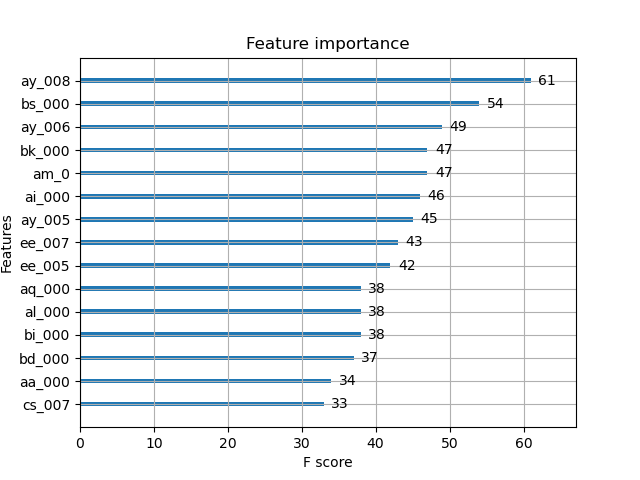 Feature importance
ay_008 61
bs_000 54
ay_006 49
bk_000 47
am_0 47
ai_000 46
ay_005 45
ee_007 43
ee_005 42
aq_000 38
al_000 38
bi_000 38
bd_000 37
aa_000 34
cs_007 33
Features
0 10 20 30 40 50 60
F score